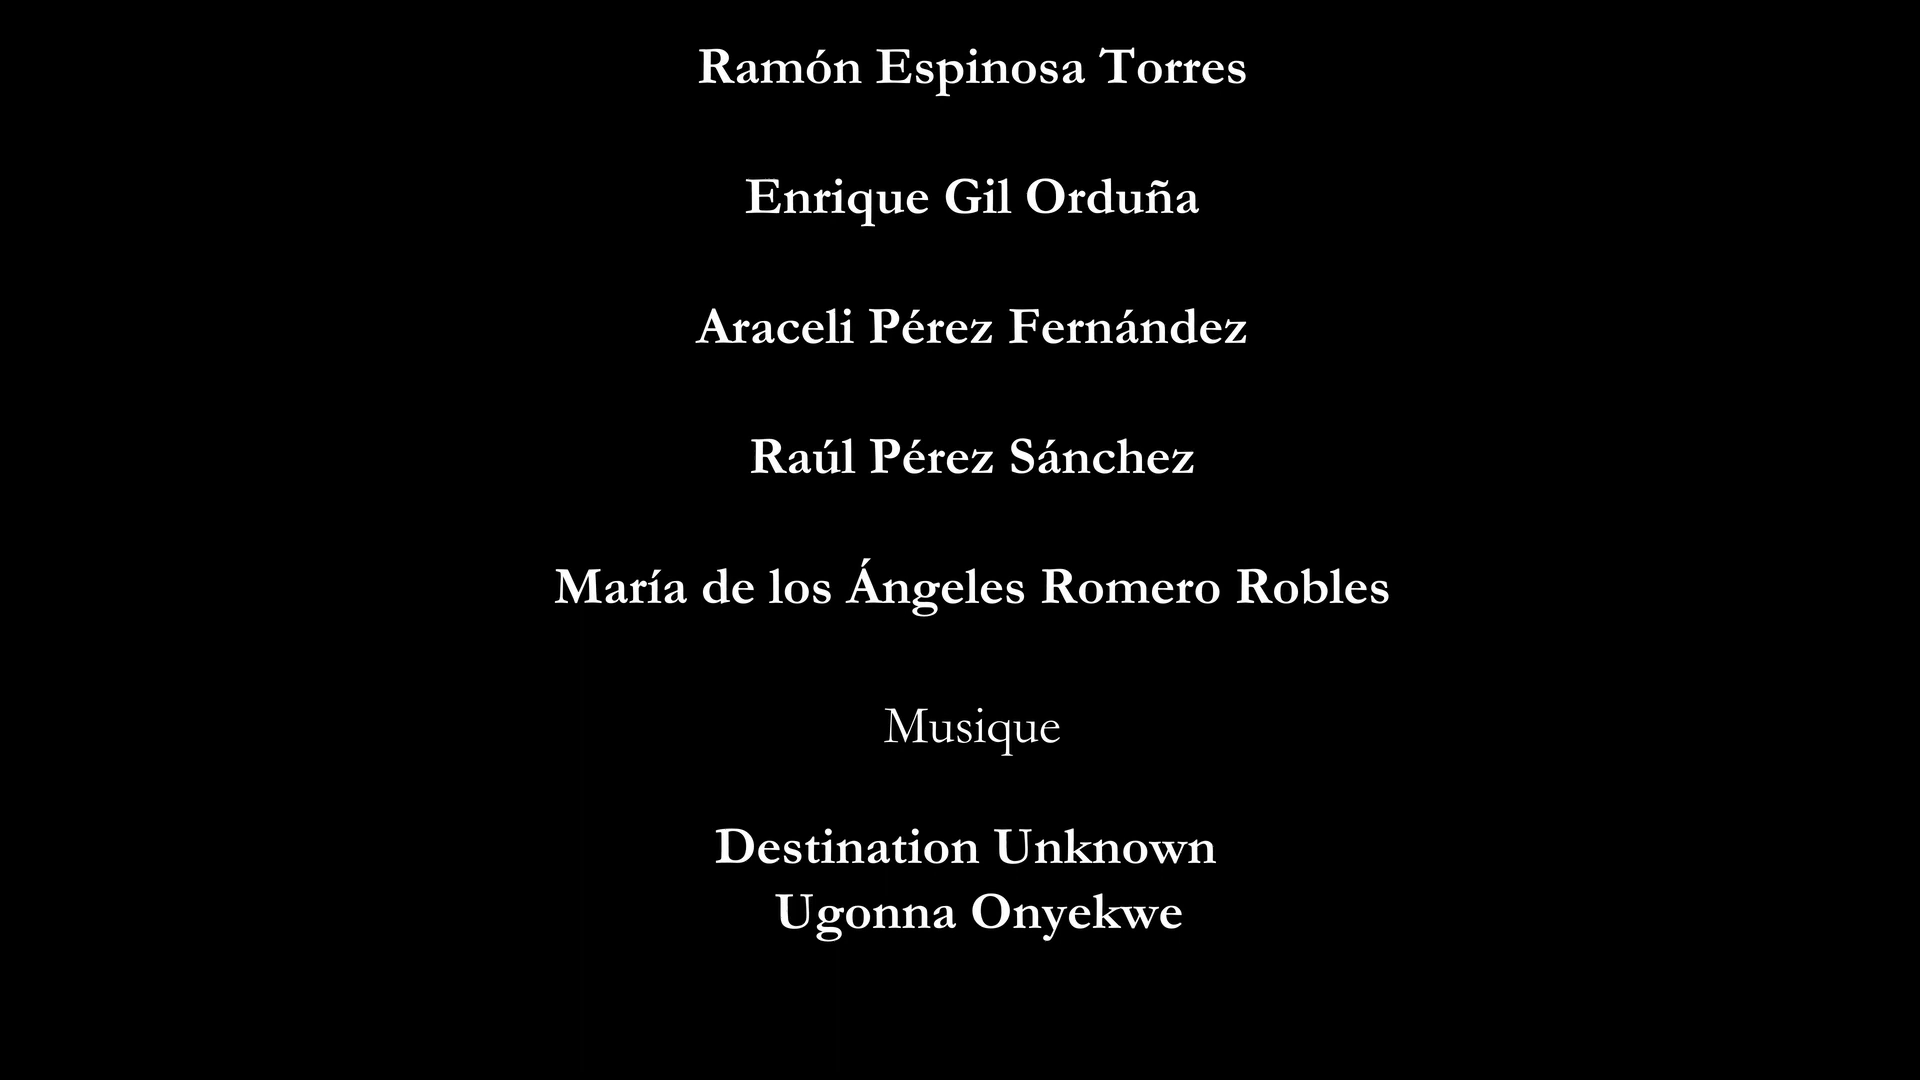 Ramón Espinosa Torres
Enrique Gil Orduña
Araceli Pérez Fernández
Raúl Pérez Sánchez
María de los Ángeles Romero Robles
Musique
Destination Unknown
Ugonna Onyekwe